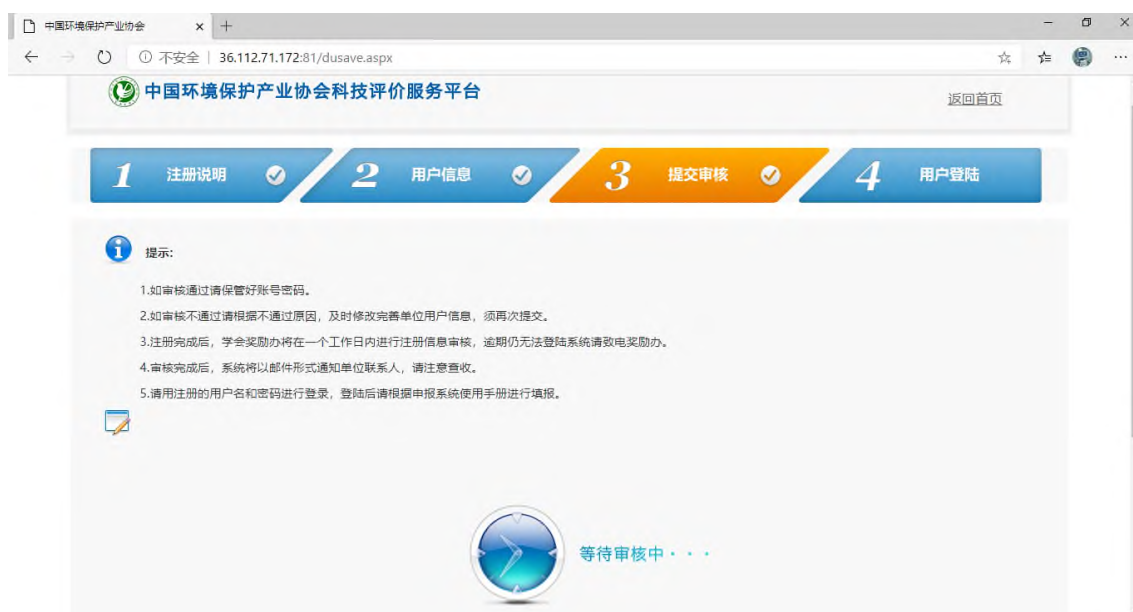 中国环境保护产业协会
不安全 | 36.112.71.172:81/dusave.aspx
中国环境保护产业协会科技评价服务平台
返回首页
1 注册说明 2 用户信息 3 提交审核 4 用户登陆
提示:
1.如审核通过请保管好账号密码。
2.如审核不通过请根据不通过原因，及时修改完善单位用户信息，须再次提交。
3.注册完成后，学会奖励办将在一个工作日内进行注册信息审核，逾期仍无法登陆系统请致电奖励办。
4.审核完成后，系统将以邮件形式通知单位联系人，请注意查收。
5.请用注册的用户名和密码进行登录，登陆后请根据申报系统使用手册进行填报。
等待审核中・・・